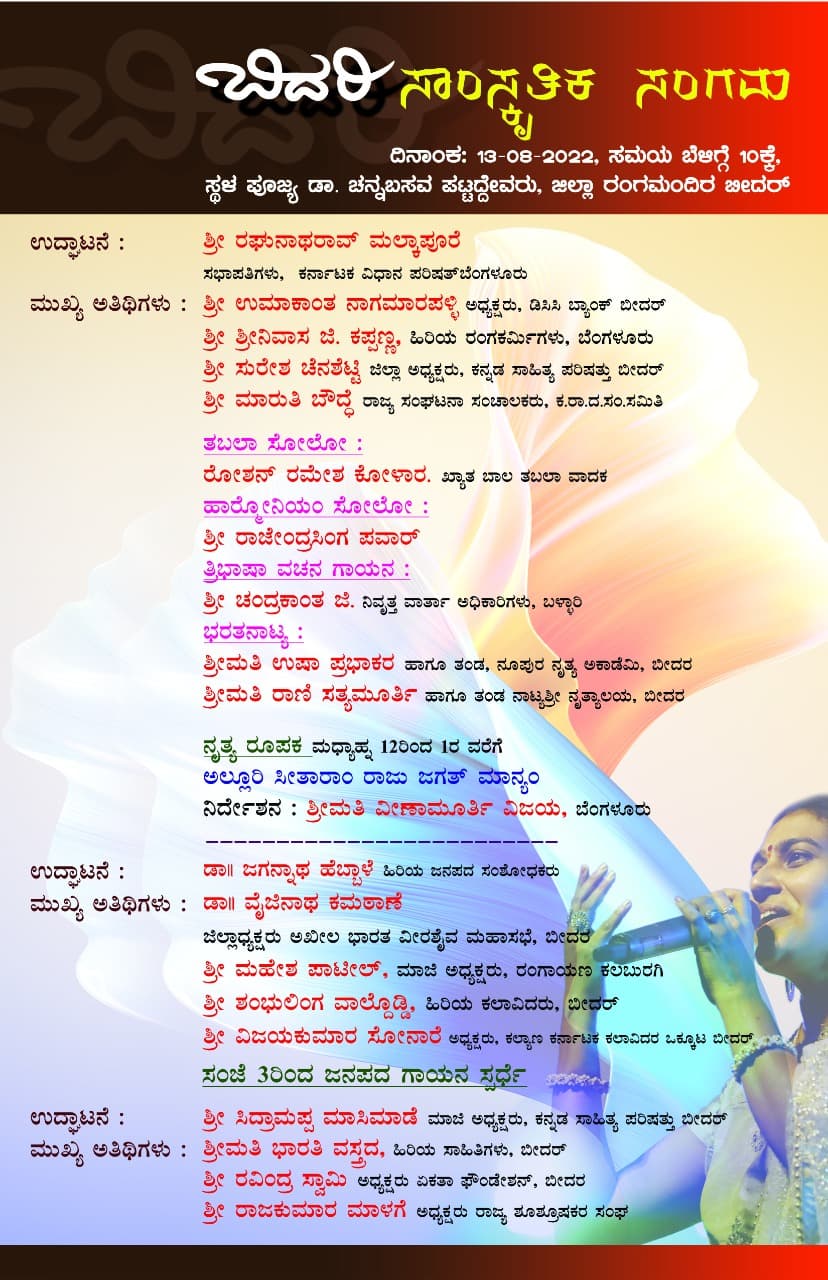 ಬಿದರಿ ಸಾಂಸ್ಕೃತಿಕ ಸಂಗಮ
ದಿನಾಂಕ: 13-08-2022, ಸಮಯ ಬೆಳಿಗ್ಗೆ 10ಕ್ಕೆ,
ಸ್ಥಳ ಪೂಜ್ಯ ಡಾ. ಚನ್ನಬಸವ ಪಟ್ಟದ್ದೇವರು, ಜಿಲ್ಲಾ ರಂಗಮಂದಿರ ಬೀದರ್
ಉದ್ಘಾಟನೆ : ಶ್ರೀ ರಘುನಾಥರಾವ್ ಮಲ್ಕಾಪೂರೆ
ಸಭಾಪತಿಗಳು, ಕರ್ನಾಟಕ ವಿಧಾನ ಪರಿಷತ್‌ಬೆಂಗಳೂರು
ಮುಖ್ಯ ಅತಿಥಿಗಳು : ಶ್ರೀ ಉಮಾಕಾಂತ ನಾಗಮಾರಪಳ್ಳಿ ಅಧ್ಯಕ್ಷರು, ಡಿಸಿಸಿ ಬ್ಯಾಂಕ್ ಬೀದರ್
ಶ್ರೀ ಶ್ರೀನಿವಾಸ ಜಿ. ಕಪ್ಪಣ್ಣ, ಹಿರಿಯ ರಂಗಕರ್ಮಿಗಳು, ಬೆಂಗಳೂರು
ಶ್ರೀ ಸುರೇಶ ಚೆನಶೆಟ್ಟಿ ಜಿಲ್ಲಾ ಅಧ್ಯಕ್ಷರು, ಕನ್ನಡ ಸಾಹಿತ್ಯ ಪರಿಷತ್ತು ಬೀದರ್
ಶ್ರೀ ಮಾರುತಿ ಬೌದ್ಧೆ ರಾಜ್ಯ ಸಂಘಟನಾ ಸಂಚಾಲಕರು, ಕ.ರಾ.ದ.ಸಂ.ಸಮಿತಿ
ತಬಲಾ ಸೋಲೋ :
ರೋಶನ್ ರಮೇಶ ಕೋಳಾರ. ಖ್ಯಾತ ಬಾಲ ತಬಲಾ ವಾದಕ
ಹಾರ್‍ಮೋನಿಯಂ ಸೋಲೋ :
ಶ್ರೀ ರಾಜೇಂದ್ರಸಿಂಗ ಪವಾರ್
ತ್ರಿಭಾಷಾ ವಚನ ಗಾಯನ :
ಶ್ರೀ ಚಂದ್ರಕಾಂತ ಜಿ. ನಿವೃತ್ತ ವಾರ್ತಾ ಅಧಿಕಾರಿಗಳು, ಬಳ್ಳಾರಿ
ಭರತನಾಟ್ಯ :
ಶ್ರೀಮತಿ ಉಷಾ ಪ್ರಭಾಕರ ಹಾಗೂ ತಂಡ, ನೂಪುರ ನೃತ್ಯ ಅಕಾಡೆಮಿ, ಬೀದರ
ಶ್ರೀಮತಿ ರಾಣಿ ಸತ್ಯಮೂರ್ತಿ ಹಾಗೂ ತಂಡ ನಾಟ್ಯಶ್ರೀ ನೃತ್ಯಾಲಯ, ಬೀದರ
ನೃತ್ಯ ರೂಪಕ ಮಧ್ಯಾಹ್ನ 12ರಿಂದ 1ರ ವರೆಗೆ
ಅಲ್ಲೂರಿ ಸೀತಾರಾಂ ರಾಜು ಜಗತ್ ಮಾನ್ಯಂ
ನಿರ್ದೇಶನ : ಶ್ರೀಮತಿ ವೀಣಾಮೂರ್ತಿ ವಿಜಯ, ಬೆಂಗಳೂರು
--------------------------
ಉದ್ಘಾಟನೆ : ಡಾ॥ ಜಗನ್ನಾಥ ಹೆಬ್ಬಾಳೆ ಹಿರಿಯ ಜನಪದ ಸಂಶೋಧಕರು
ಮುಖ್ಯ ಅತಿಥಿಗಳು : ಡಾ॥ ವೈಜಿನಾಥ ಕಮಠಾಣೆ
ಜಿಲ್ಲಾಧ್ಯಕ್ಷರು ಅಖೀಲ ಭಾರತ ವೀರಶೈವ ಮಹಾಸಭೆ, ಬೀದರ
ಶ್ರೀ ಮಹೇಶ ಪಾಟೀಲ್, ಮಾಜಿ ಅಧ್ಯಕ್ಷರು, ರಂಗಾಯಣ ಕಲಬುರಗಿ
ಶ್ರೀ ಶಂಭುಲಿಂಗ ವಾಲ್ದೊಡ್ಡಿ, ಹಿರಿಯ ಕಲಾವಿದರು, ಬೀದರ್
ಶ್ರೀ ವಿಜಯಕುಮಾರ ಸೋನಾರೆ ಅಧ್ಯಕ್ಷರು, ಕಲ್ಯಾಣ ಕರ್ನಾಟಕ ಕಲಾವಿದರ ಒಕ್ಕೂಟ ಬೀದರ್
ಸಂಜೆ 3ರಿಂದ ಜನಪದ ಗಾಯನ ಸ್ಪರ್ಧೆ
ಉದ್ಘಾಟನೆ : ಶ್ರೀ ಸಿದ್ರಾಮಪ್ಪ ಮಾಸಿಮಾಡೆ ಮಾಜಿ ಅಧ್ಯಕ್ಷರು, ಕನ್ನಡ ಸಾಹಿತ್ಯ ಪರಿಷತ್ತು ಬೀದರ್
ಮುಖ್ಯ ಅತಿಥಿಗಳು : ಶ್ರೀಮತಿ ಭಾರತಿ ವಸ್ತ್ರದ, ಹಿರಿಯ ಸಾಹಿತಿಗಳು, ಬೀದರ್
ಶ್ರೀ ರವಿಂದ್ರ ಸ್ವಾಮಿ ಅಧ್ಯಕ್ಷರು ಏಕತಾ ಫೌಂಡೇಶನ್, ಬೀದರ
ಶ್ರೀ ರಾಜಕುಮಾರ ಮಾಳಗೆ ಅಧ್ಯಕ್ಷರು ರಾಜ್ಯ ಶೂಶ್ರೂಷಕರ ಸಂಘ